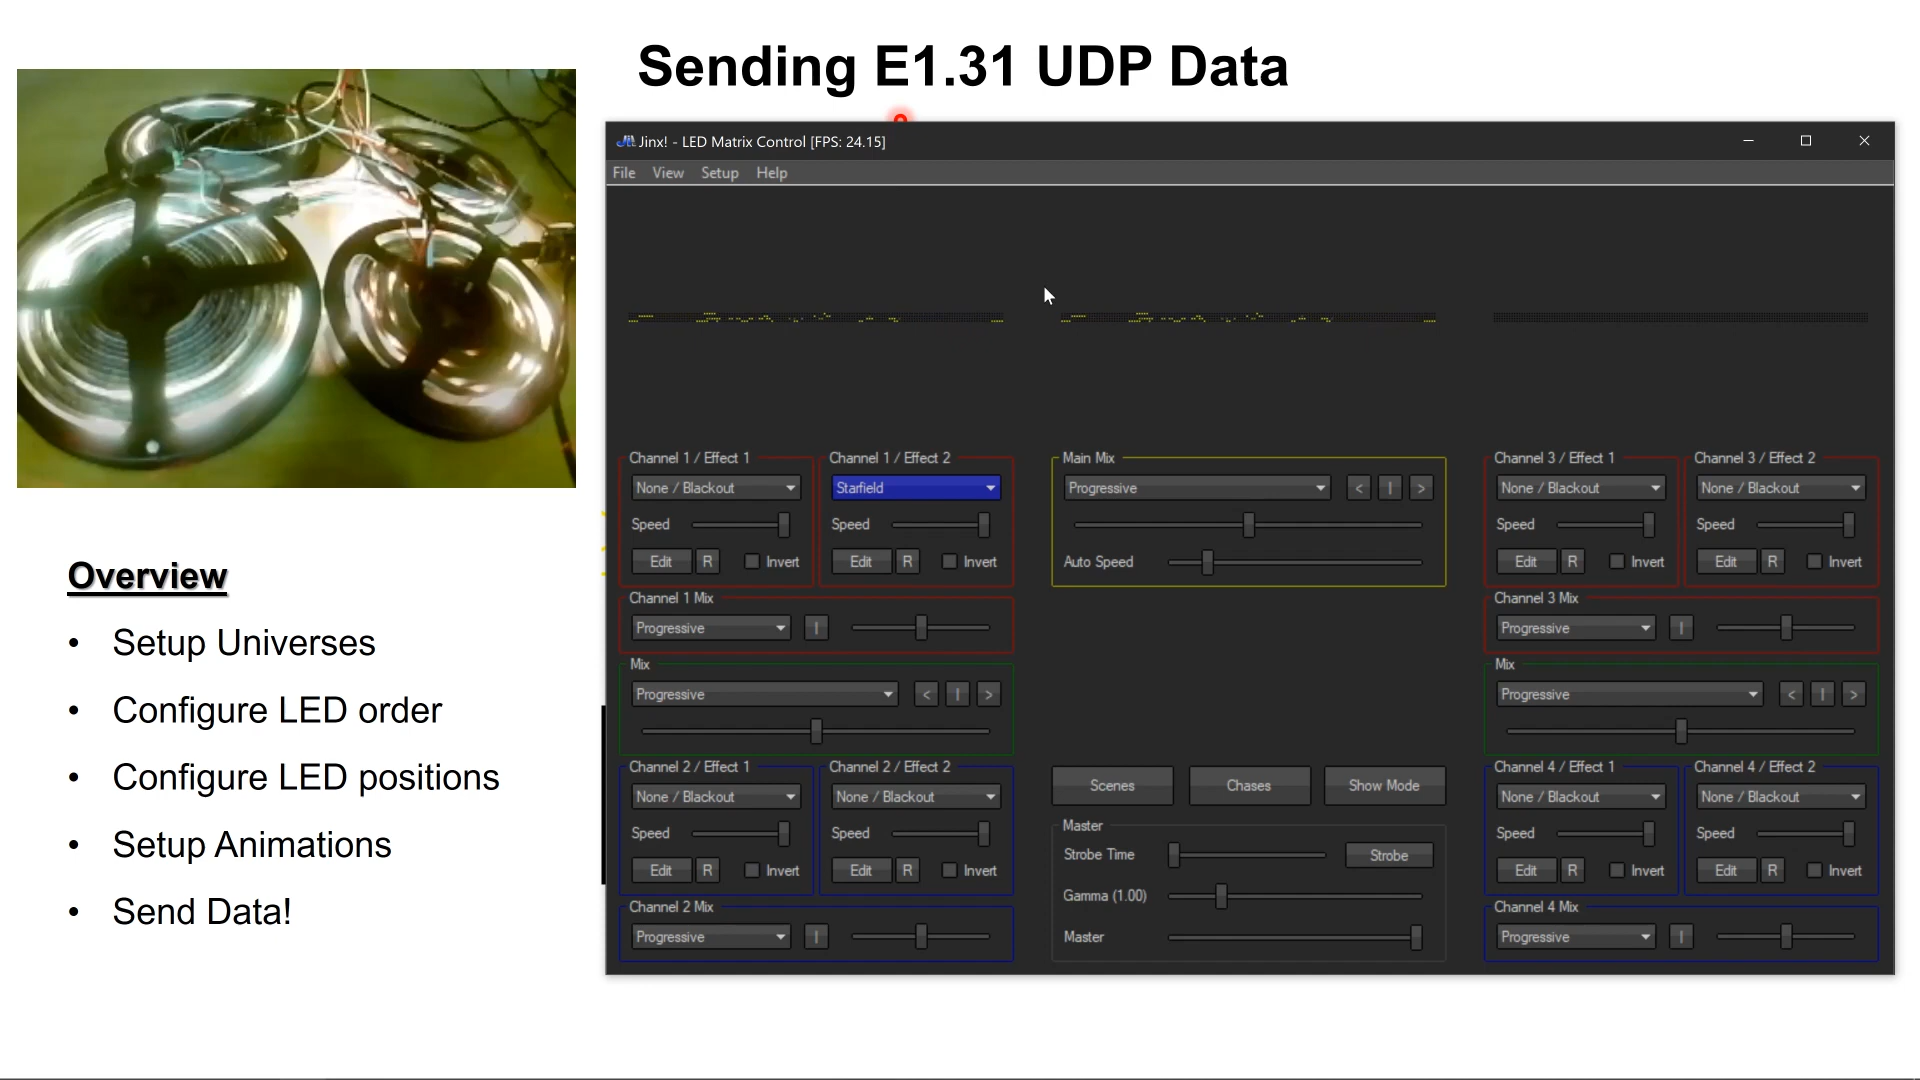 Sending E1.31 UDP Data
Jinx! - LED Matrix Control [FPS: 24.15]
File View Setup Help
Channel 1 / Effect 1 Channel 1 / Effect 2 Main Mix Channel 3 / Effect 1 Channel 3 / Effect 2
None / Blackout Starfield Progressive < | > None / Blackout None / Blackout
Speed Speed Speed Speed
Edit R Invert Edit R Invert Auto Speed Edit R Invert Edit R Invert
Channel 1 Mix Channel 3 Mix
Progressive | Progressive |
Mix Mix
Progressive < | > Progressive < | >
Channel 2 / Effect 1 Channel 2 / Effect 2 Channel 4 / Effect 1 Channel 4 / Effect 2
None / Blackout None / Blackout Scenes Chases Show Mode None / Blackout None / Blackout
Speed Speed Master Speed Speed
Edit R Invert Edit R Invert Strobe Time Strobe Edit R Invert Edit R Invert
Gamma (1.00)
Channel 2 Mix Channel 4 Mix
Progressive | Master Progressive |
Overview
• Setup Universes
• Configure LED order
• Configure LED positions
• Setup Animations
• Send Data!